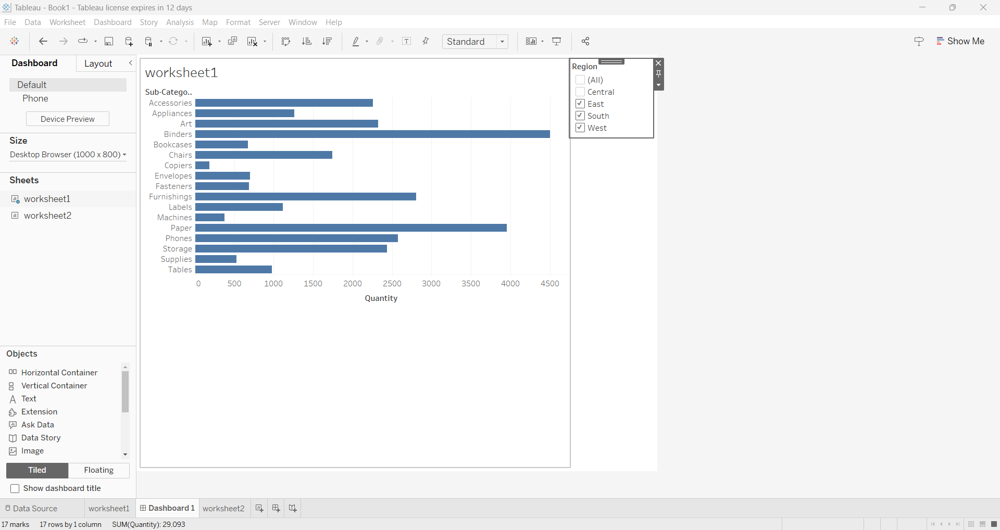 Tableau - Book1 - Tableau license expires in 12 days
File Data Worksheet Dashboard Story Analysis Map Format Server Window Help
Standard
Show Me
Dashboard Layout
Default
Phone
Device Preview
Size
Desktop Browser (1000 x 800)
Sheets
worksheet1
worksheet2
Objects
Horizontal Container
Vertical Container
Text
Extension
Ask Data
Data Story
Image
Tiled Floating
Show dashboard title
worksheet1
Sub-Catego..
Accessories
Appliances
Art
Binders
Bookcases
Chairs
Copiers
Envelopes
Fasteners
Furnishings
Labels
Machines
Paper
Phones
Storage
Supplies
Tables
0 500 1000 1500 2000 2500 3000 3500 4000 4500
Quantity
Region
(All)
Central
East
South
West
Data Source worksheet1 Dashboard 1 worksheet2
17 marks 17 rows by 1 column SUM(Quantity): 29,093